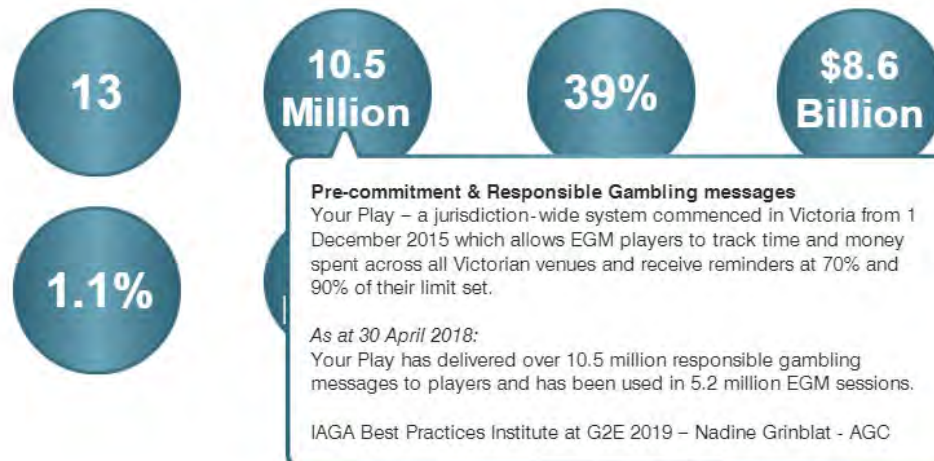 13
10.5
Million
39%
$8.6
Billion
1.1%
Pre-commitment & Responsible Gambling messages
Your Play – a jurisdiction-wide system commenced in Victoria from 1
December 2015 which allows EGM players to track time and money
spent across all Victorian venues and receive reminders at 70% and
90% of their limit set.
As at 30 April 2018:
Your Play has delivered over 10.5 million responsible gambling
messages to players and has been used in 5.2 million EGM sessions.
IAGA Best Practices Institute at G2E 2019 – Nadine Grinblat - AGC